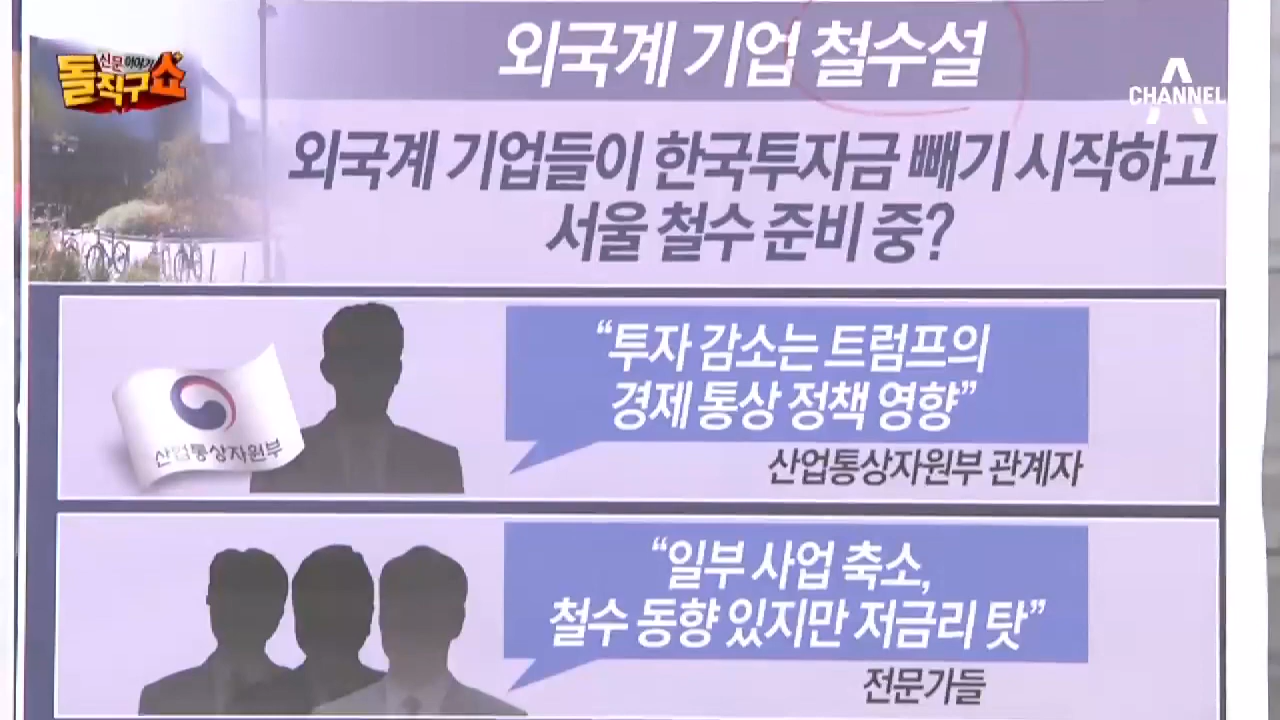 신문이야기
돌직구쇼
CHANNEL
외국계 기업 철수설
외국계 기업들이 한국투자금 빼기 시작하고
서울 철수 준비 중?
산업통상자원부
“투자 감소는 트럼프의
경제 통상 정책 영향”
산업통상자원부 관계자
“일부 사업 축소,
철수 동향 있지만 저금리 탓”
전문가들